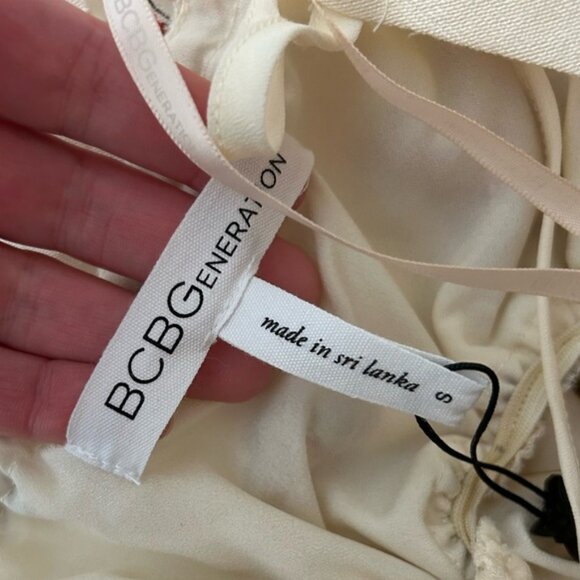 BCBGENERATION
BCBGENERATION
made in sri lanka
S